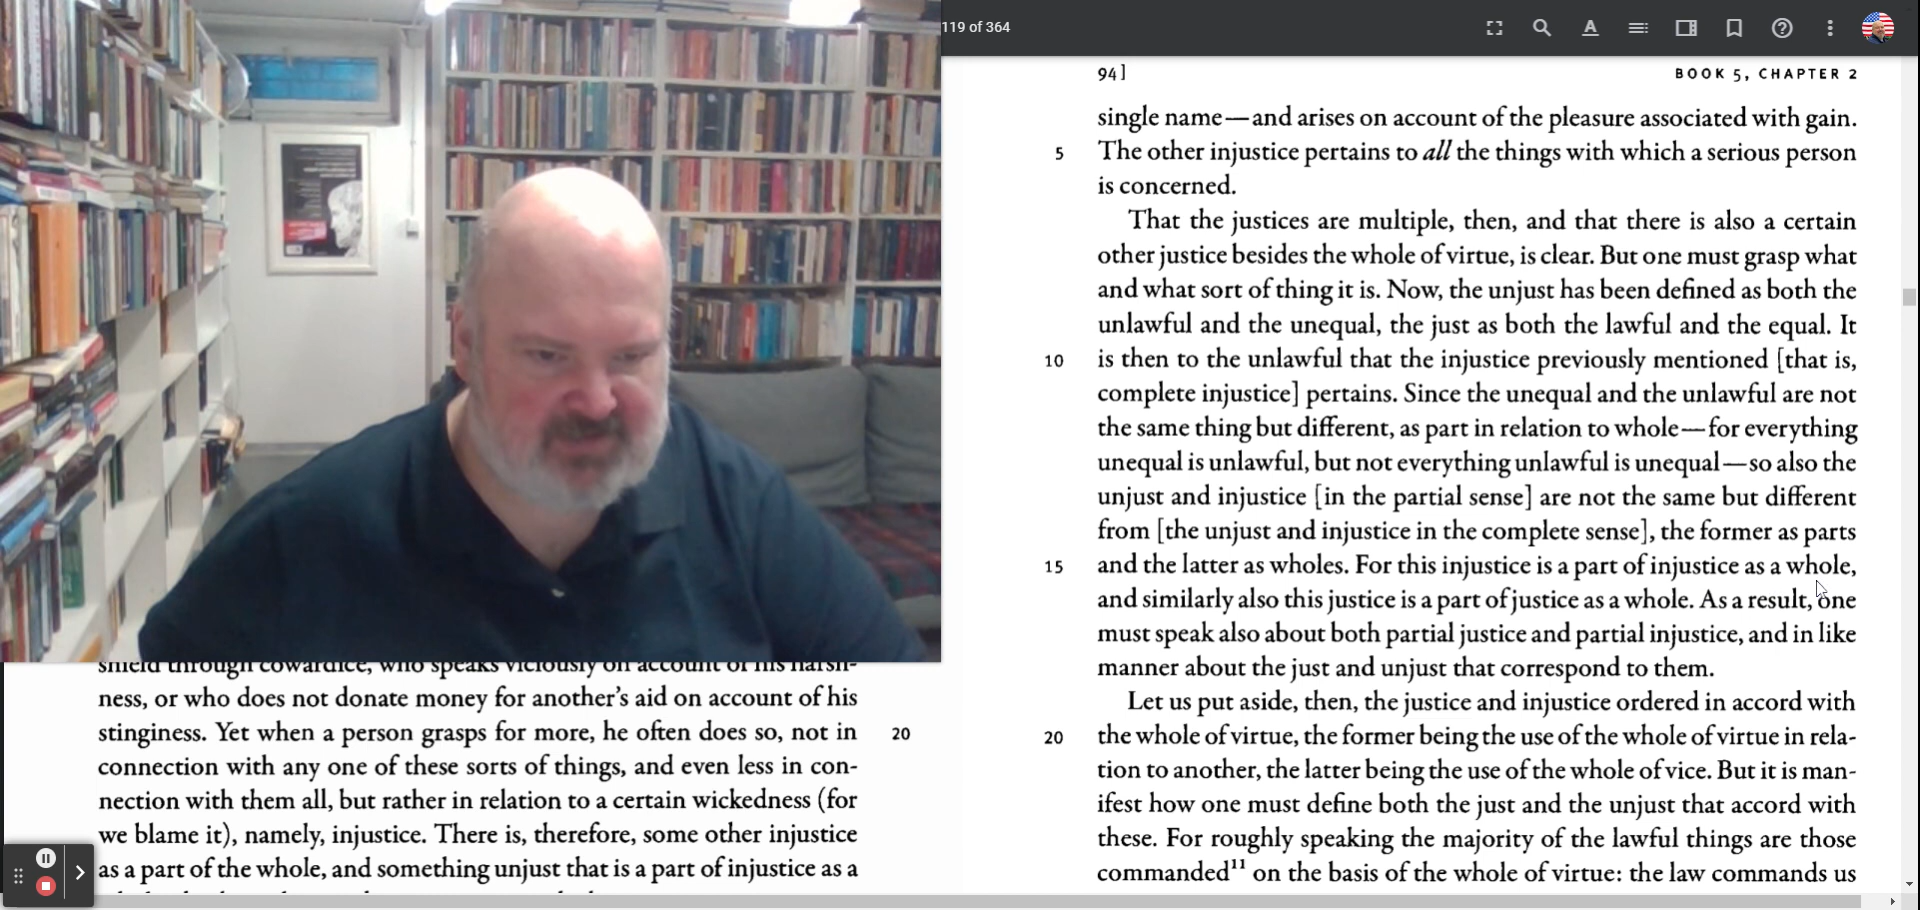 119 of 364
94]
BOOK 5, CHAPTER 2
single name—and arises on account of the pleasure associated with gain.
5 The other injustice pertains to all the things with which a serious person
is concerned.
That the justices are multiple, then, and that there is also a certain
other justice besides the whole of virtue, is clear. But one must grasp what
and what sort of thing it is. Now, the unjust has been defined as both the
unlawful and the unequal, the just as both the lawful and the equal. It
10 is then to the unlawful that the injustice previously mentioned [that is,
complete injustice] pertains. Since the unequal and the unlawful are not
the same thing but different, as part in relation to whole—for everything
unequal is unlawful, but not everything unlawful is unequal—so also the
unjust and injustice [in the partial sense] are not the same but different
from [the unjust and injustice in the complete sense], the former as parts
15 and the latter as wholes. For this injustice is a part of injustice as a whole,
and similarly also this justice is a part of justice as a whole. As a result, one
must speak also about both partial justice and partial injustice, and in like
manner about the just and unjust that correspond to them.
Let us put aside, then, the justice and injustice ordered in accord with
20 the whole of virtue, the former being the use of the whole of virtue in rela-
tion to another, the latter being the use of the whole of vice. But it is man-
ifest how one must define both the just and the unjust that accord with
these. For roughly speaking the majority of the lawful things are those
commanded11 on the basis of the whole of virtue: the law commands us
shield through cowardice, who speaks viciously on account of his harsh-
ness, or who does not donate money for another's aid on account of his
stinginess. Yet when a person grasps for more, he often does so, not in 20
connection with any one of these sorts of things, and even less in con-
nection with them all, but rather in relation to a certain wickedness (for
we blame it), namely, injustice. There is, therefore, some other injustice
as a part of the whole, and something unjust that is a part of injustice as a